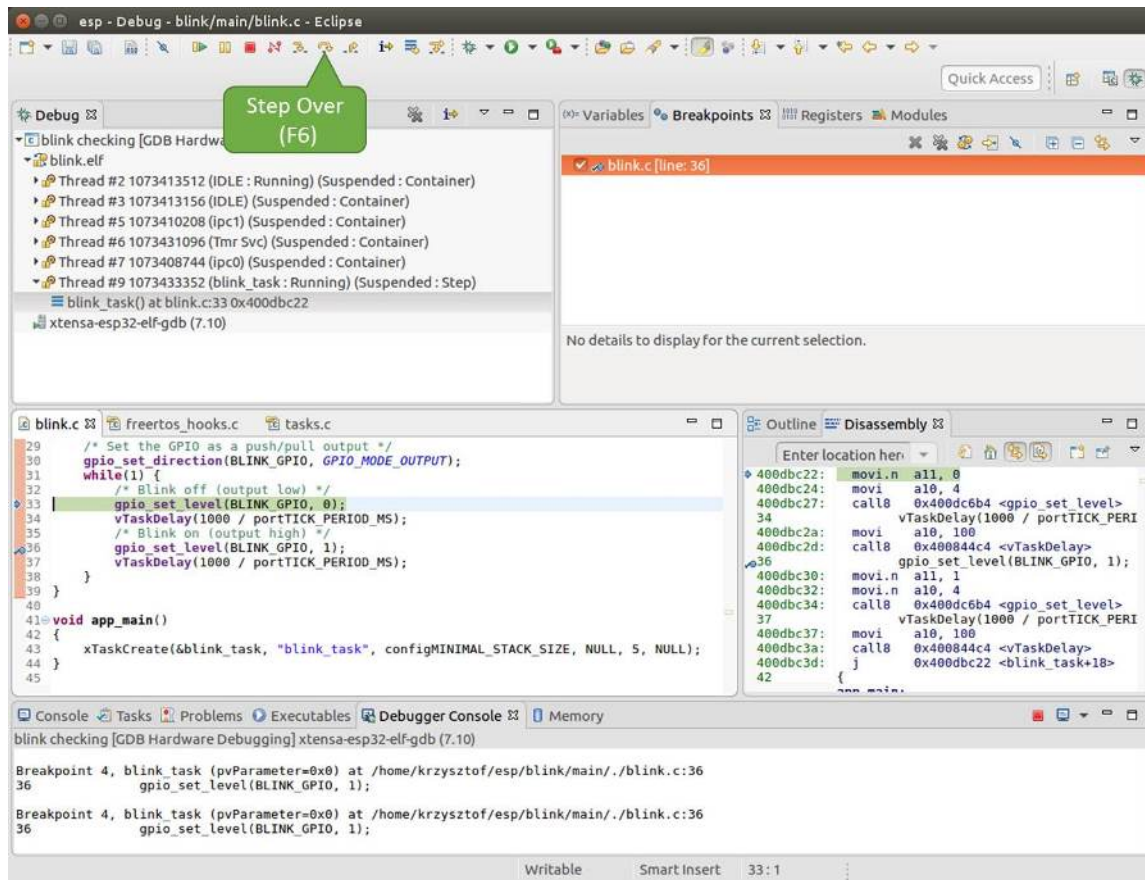 esp - Debug - blink/main/blink.c - Eclipse
Quick Access
Step Over
(F6)
Debug
blink checking [GDB Hardwa
blink.elf
Thread #2 1073413512 (IDLE : Running) (Suspended : Container)
Thread #3 1073413156 (IDLE) (Suspended : Container)
Thread #5 1073410208 (ipc1) (Suspended : Container)
Thread #6 1073431096 (Tmr Svc) (Suspended : Container)
Thread #7 1073408744 (ipc0) (Suspended : Container)
Thread #9 1073433352 (blink_task : Running) (Suspended : Step)
blink_task() at blink.c:33 0x400dbc22
xtensa-esp32-elf-gdb (7.10)
(x)= Variables Breakpoints Registers Modules
blink.c [line: 36]
No details to display for the current selection.
blink.c freertos_hooks.c tasks.c
29 /* Set the GPIO as a push/pull output */
30 gpio_set_direction(BLINK_GPIO, GPIO_MODE_OUTPUT);
31 while(1) {
32 /* Blink off (output low) */
33 gpio_set_level(BLINK_GPIO, 0);
34 vTaskDelay(1000 / portTICK_PERIOD_MS);
35 /* Blink on (output high) */
36 gpio_set_level(BLINK_GPIO, 1);
37 vTaskDelay(1000 / portTICK_PERIOD_MS);
38 }
39 }
40
41 void app_main()
42 {
43 xTaskCreate(&blink_task, "blink_task", configMINIMAL_STACK_SIZE, NULL, 5, NULL);
44 }
45
Outline Disassembly
Enter location her
400dbc22: movi.n a11, 0
400dbc24: movi a10, 4
400dbc27: call8 0x400dc6b4 <gpio_set_level>
34 vTaskDelay(1000 / portTICK_PERI
400dbc2a: movi a10, 100
400dbc2d: call8 0x400844c4 <vTaskDelay>
36 gpio_set_level(BLINK_GPIO, 1);
400dbc30: movi.n a11, 1
400dbc32: movi.n a10, 4
400dbc34: call8 0x400dc6b4 <gpio_set_level>
37 vTaskDelay(1000 / portTICK_PERI
400dbc37: movi a10, 100
400dbc3a: call8 0x400844c4 <vTaskDelay>
400dbc3d: j 0x400dbc22 <blink_task+18>
42 {
app_main:
Console Tasks Problems Executables Debugger Console Memory
blink checking [GDB Hardware Debugging] xtensa-esp32-elf-gdb (7.10)
Breakpoint 4, blink_task (pvParameter=0x0) at /home/krzysztof/esp/blink/main/./blink.c:36
36 gpio_set_level(BLINK_GPIO, 1);
Breakpoint 4, blink_task (pvParameter=0x0) at /home/krzysztof/esp/blink/main/./blink.c:36
36 gpio_set_level(BLINK_GPIO, 1);
Writable Smart Insert 33 : 1